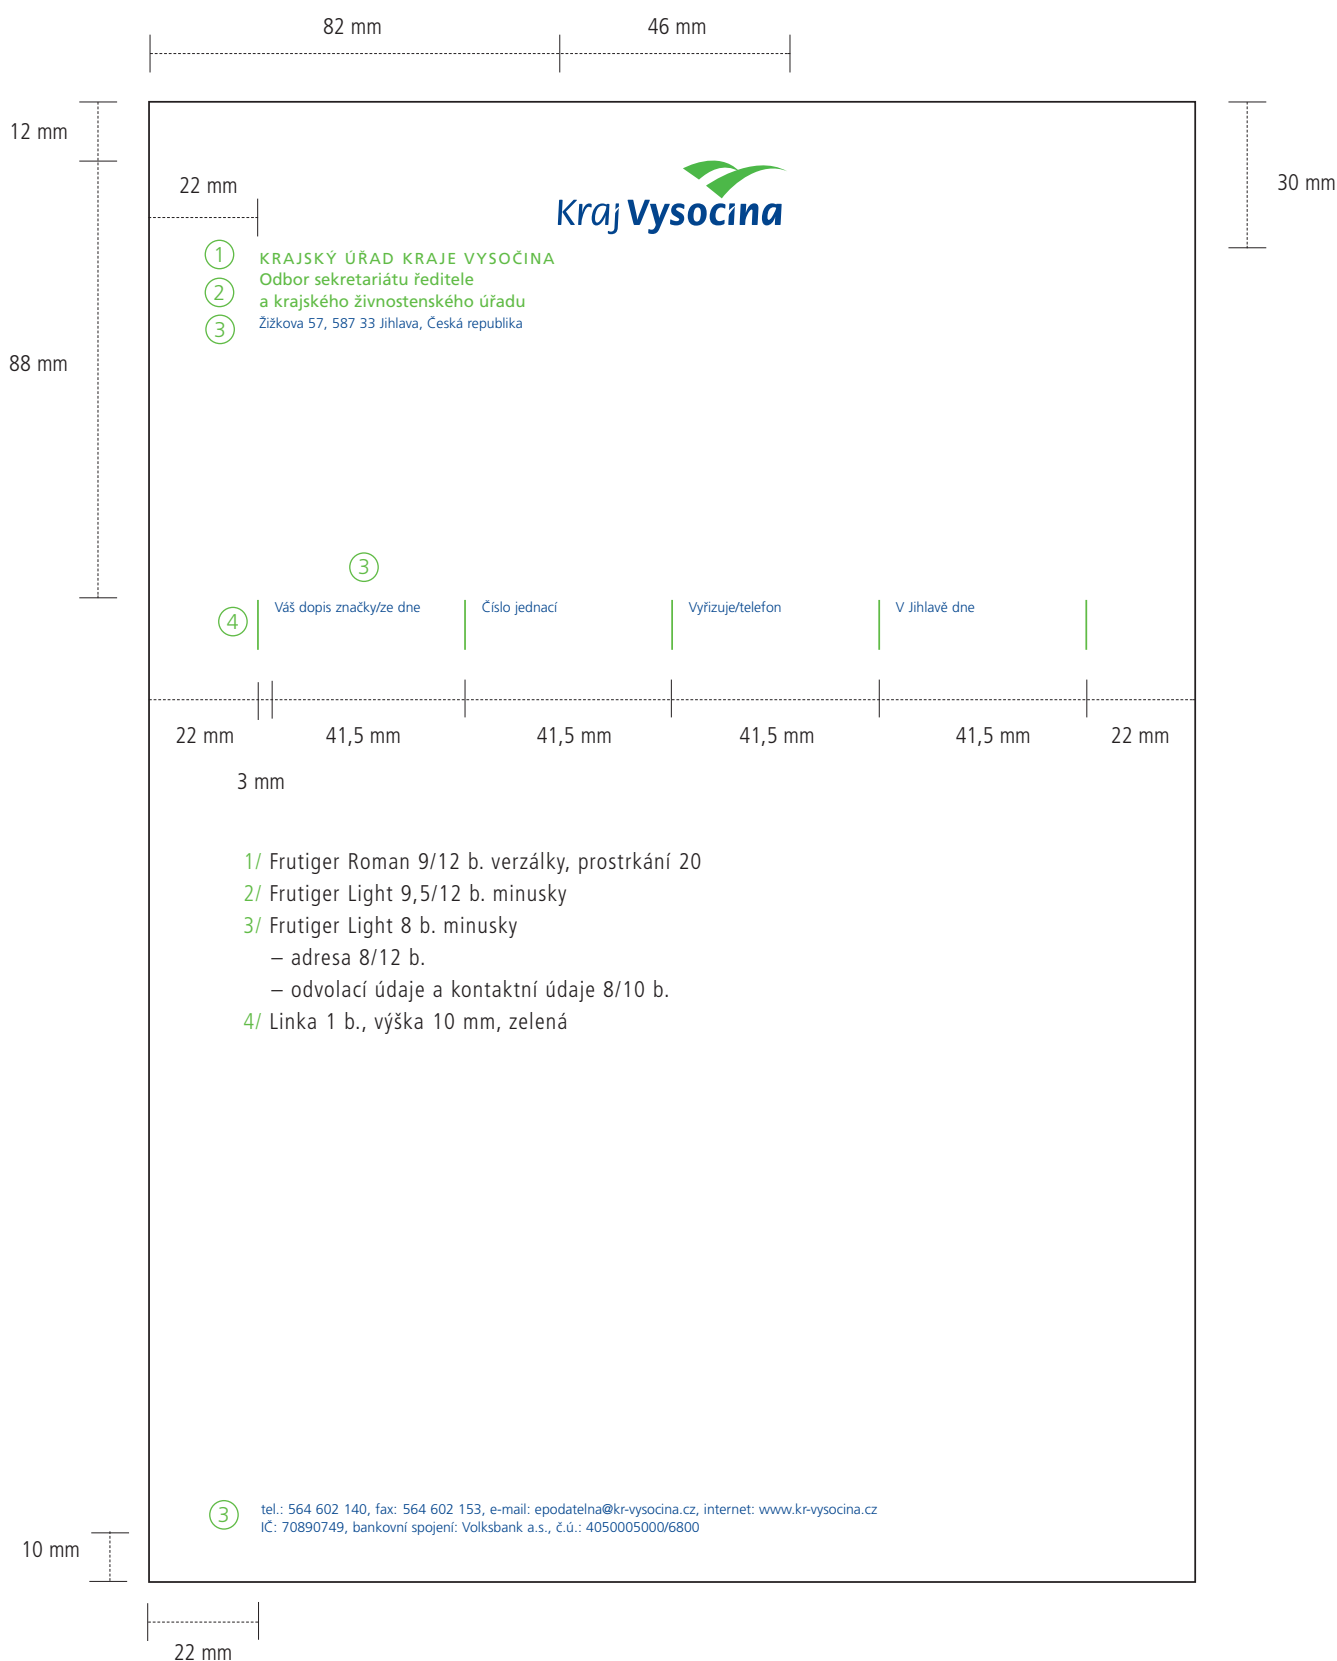 82 mm
46 mm
12 mm
30 mm
22 mm
Kraj Vysočina
1
KRAJSKÝ ÚŘAD KRAJE VYSOČINA
2
Odbor sekretariátu ředitele
a krajského živnostenského úřadu
3
Žižkova 57, 587 33 Jihlava, Česká republika
88 mm
3
4
Váš dopis značky/ze dne
Číslo jednací
Vyřizuje/telefon
V Jihlavě dne
22 mm
41,5 mm
41,5 mm
41,5 mm
41,5 mm
22 mm
3 mm
1/ Frutiger Roman 9/12 b. verzálky, prostrkání 20
2/ Frutiger Light 9,5/12 b. minusky
3/ Frutiger Light 8 b. minusky
– adresa 8/12 b.
– odvolací údaje a kontaktní údaje 8/10 b.
4/ Linka 1 b., výška 10 mm, zelená
3
tel.: 564 602 140, fax: 564 602 153, e-mail: epodatelna@kr-vysocina.cz, internet: www.kr-vysocina.cz
IČ: 70890749, bankovní spojení: Volksbank a.s., č.ú.: 4050005000/6800
10 mm
22 mm